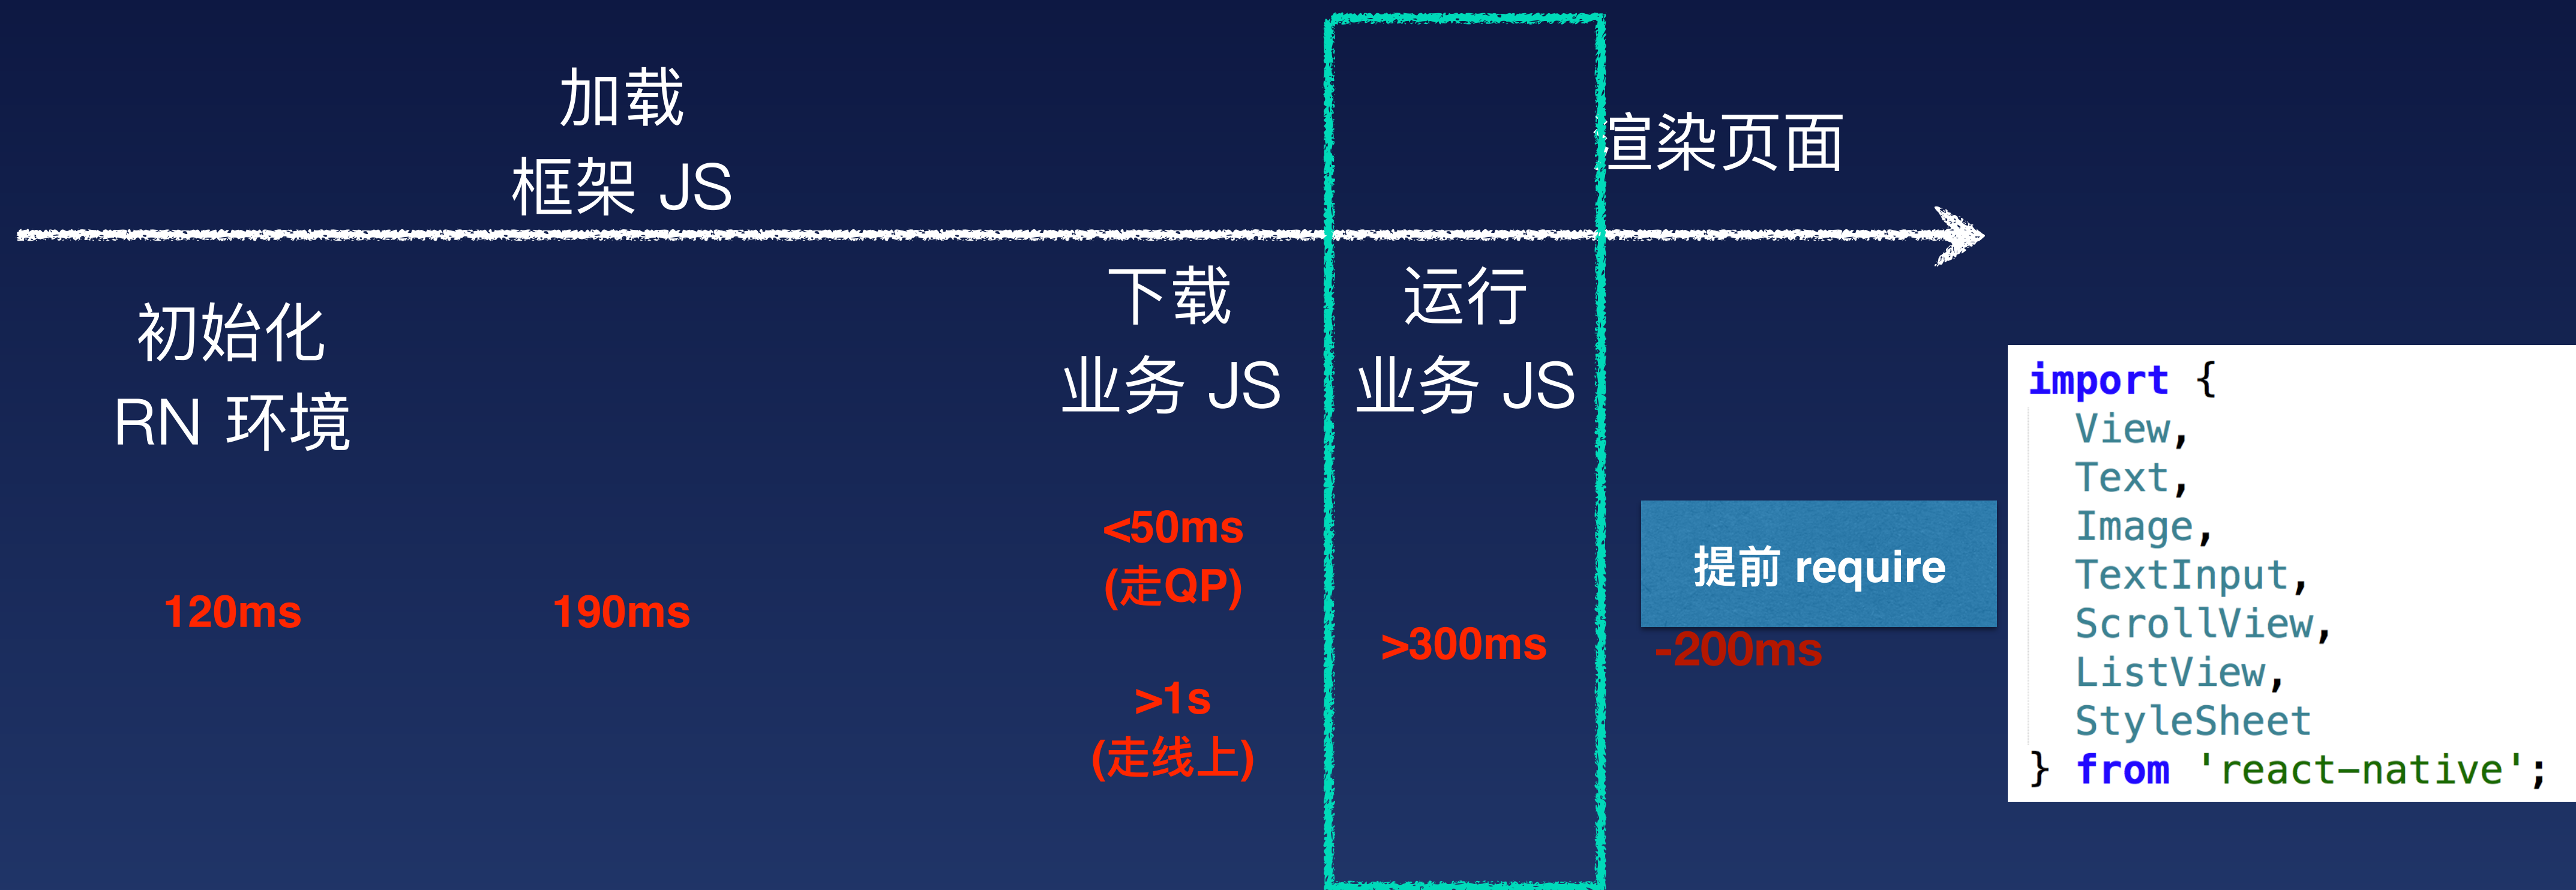 加载
框架 JS
渲染页面
初始化
RN 环境
下载
业务 JS
运行
业务 JS
120ms
190ms
<50ms
(走QP)
>1s
(走线上)
>300ms
提前 require
-200ms
import {
View,
Text,
Image,
TextInput,
ScrollView,
ListView,
StyleSheet
} from 'react-native';